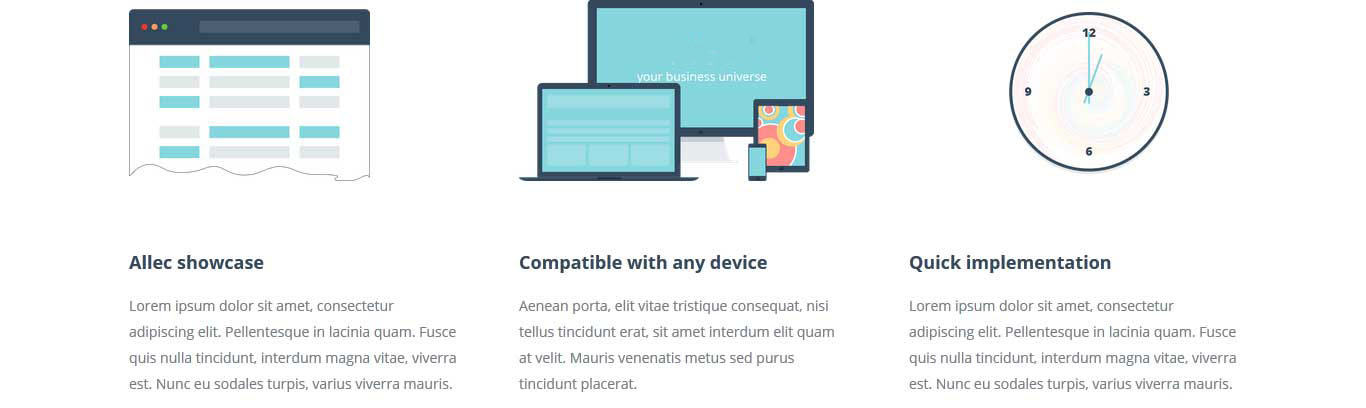 your business universe
12
9
3
6
Allec showcase
Lorem ipsum dolor sit amet, consectetur
adipiscing elit. Pellentesque in lacinia quam. Fusce
quis nulla tincidunt, interdum magna vitae, viverra
est. Nunc eu sodales turpis, varius viverra mauris.
Compatible with any device
Aenean porta, elit vitae tristique consequat, nisi
tellus tincidunt erat, sit amet interdum elit quam
at velit. Mauris venenatis metus sed purus
tincidunt placerat.
Quick implementation
Lorem ipsum dolor sit amet, consectetur
adipiscing elit. Pellentesque in lacinia quam. Fusce
quis nulla tincidunt, interdum magna vitae, viverra
est. Nunc eu sodales turpis, varius viverra mauris.